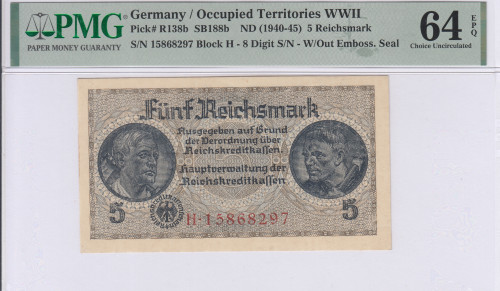 PMG
PAPER MONEY GUARANTY
Germany / Occupied Territories WWII
Pick# R138b SB188b ND (1940-45) 5 Reichsmark
S/N 15868297 Block H - 8 Digit S/N - W/Out Emboss. Seal
64 EPQ
Choice Uncirculated
Fünf Reichsmark
Ausgegeben auf Grund
der Verordnung über
Reichskreditkassen
Hauptverwaltung der
Reichskreditkassen
5 5
H·15868297